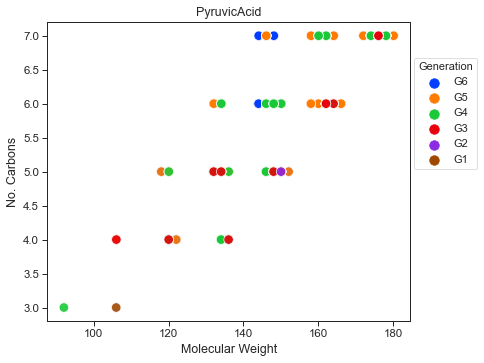 PyruvicAcid
7.0
6.5
6.0
5.5
5.0
4.5
4.0
3.5
3.0
No. Carbons
100 120 140 160 180
Molecular Weight
Generation
G6
G5
G4
G3
G2
G1